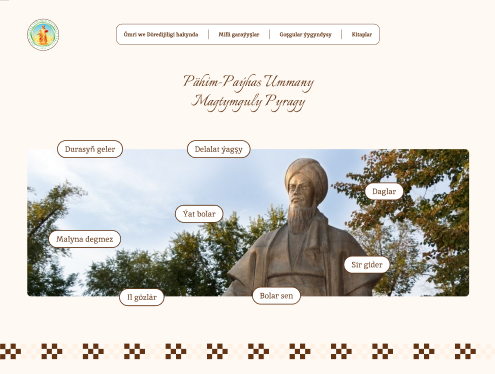 Ömri we Döredijiligi hakynda
Milli garaýyşlar
Goşgular ýygyndysy
Kitaplar
Pähim-Paýhas Ummany
Magtymguly Pyragy
Durasyň geler
Delalat ýagşy
Daglar
Ýat bolar
Malyna degmez
Sir gider
Il gözlär
Bolar sen